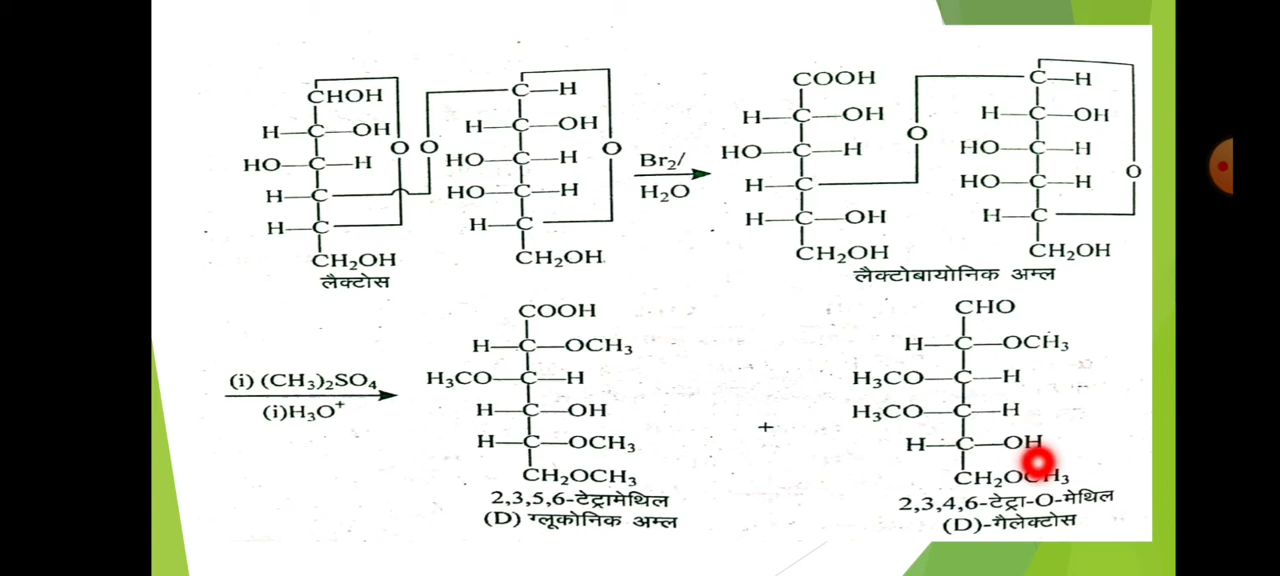 CHOH
H—C—OH
HO—C—H
H—C
H—C
CH₂OH
लैक्टोस
O
O
C—H
H—C—OH
HO—C—H
HO—C—H
H—C
CH₂OH
O
Br₂/
H₂O
COOH
H—C—OH
HO—C—H
H—C
H—C—OH
CH₂OH
O
C—H
H—C—OH
HO—C—H
HO—C—H
H—C
CH₂OH
O
लैक्टोबायोनिक अम्ल
(i) (CH₃)₂SO₄
(i)H₃O⁺
COOH
H—C—OCH₃
H₃CO—C—H
H—C—OH
H—C—OCH₃
CH₂OCH₃
2,3,5,6-टेट्रामेथिल
(D) ग्लूकोनिक अम्ल
+
CHO
H—C—OCH₃
H₃CO—C—H
H₃CO—C—H
H—C—OH
CH₂OCH₃
2,3,4,6-टेट्रा-O-मेथिल
(D)-गैलेक्टोस